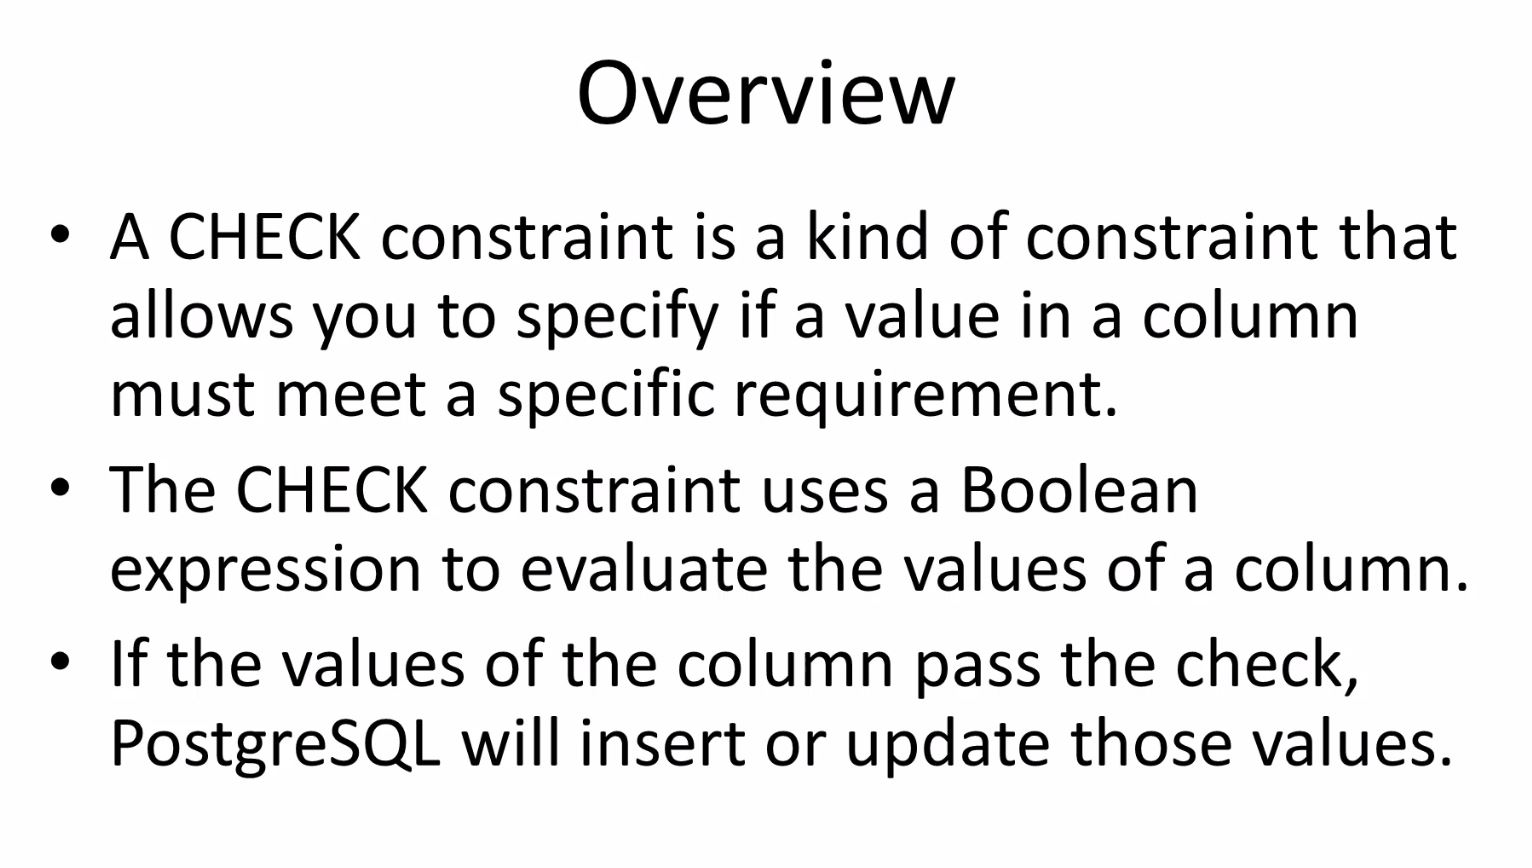 Overview
• A CHECK constraint is a kind of constraint that
allows you to specify if a value in a column
must meet a specific requirement.
• The CHECK constraint uses a Boolean
expression to evaluate the values of a column.
• If the values of the column pass the check,
PostgreSQL will insert or update those values.